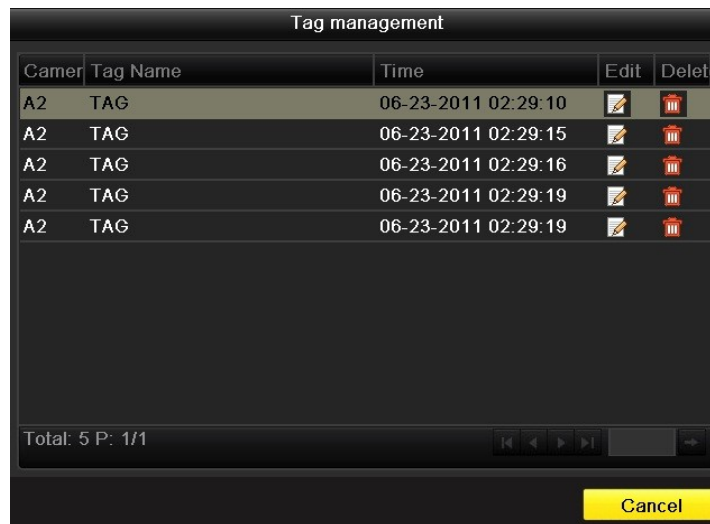 Tag management
Camer Tag Name Time Edit Delet
A2 TAG 06-23-2011 02:29:10
A2 TAG 06-23-2011 02:29:15
A2 TAG 06-23-2011 02:29:16
A2 TAG 06-23-2011 02:29:19
A2 TAG 06-23-2011 02:29:19
Total: 5 P: 1/1
Cancel